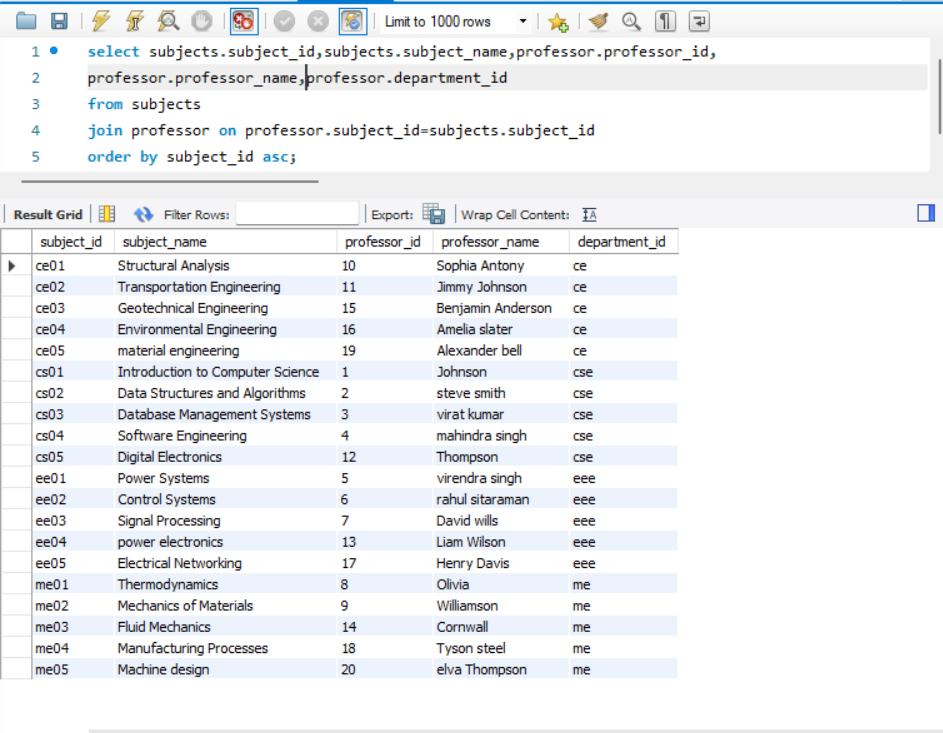 Limit to 1000 rows
1 select subjects.subject_id,subjects.subject_name,professor.professor_id,
2 professor.professor_name,professor.department_id
3 from subjects
4 join professor on professor.subject_id=subjects.subject_id
5 order by subject_id asc;
Result Grid Filter Rows: Export: Wrap Cell Content: IA
subject_id subject_name professor_id professor_name department_id
ce01 Structural Analysis 10 Sophia Antony ce
ce02 Transportation Engineering 11 Jimmy Johnson ce
ce03 Geotechnical Engineering 15 Benjamin Anderson ce
ce04 Environmental Engineering 16 Amelia slater ce
ce05 material engineering 19 Alexander bell ce
cs01 Introduction to Computer Science 1 Johnson cse
cs02 Data Structures and Algorithms 2 steve smith cse
cs03 Database Management Systems 3 virat kumar cse
cs04 Software Engineering 4 mahindra singh cse
cs05 Digital Electronics 12 Thompson cse
ee01 Power Systems 5 virendra singh eee
ee02 Control Systems 6 rahul sitaraman eee
ee03 Signal Processing 7 David wills eee
ee04 power electronics 13 Liam Wilson eee
ee05 Electrical Networking 17 Henry Davis eee
me01 Thermodynamics 8 Olivia me
me02 Mechanics of Materials 9 Williamson me
me03 Fluid Mechanics 14 Cornwall me
me04 Manufacturing Processes 18 Tyson steel me
me05 Machine design 20 elva Thompson me